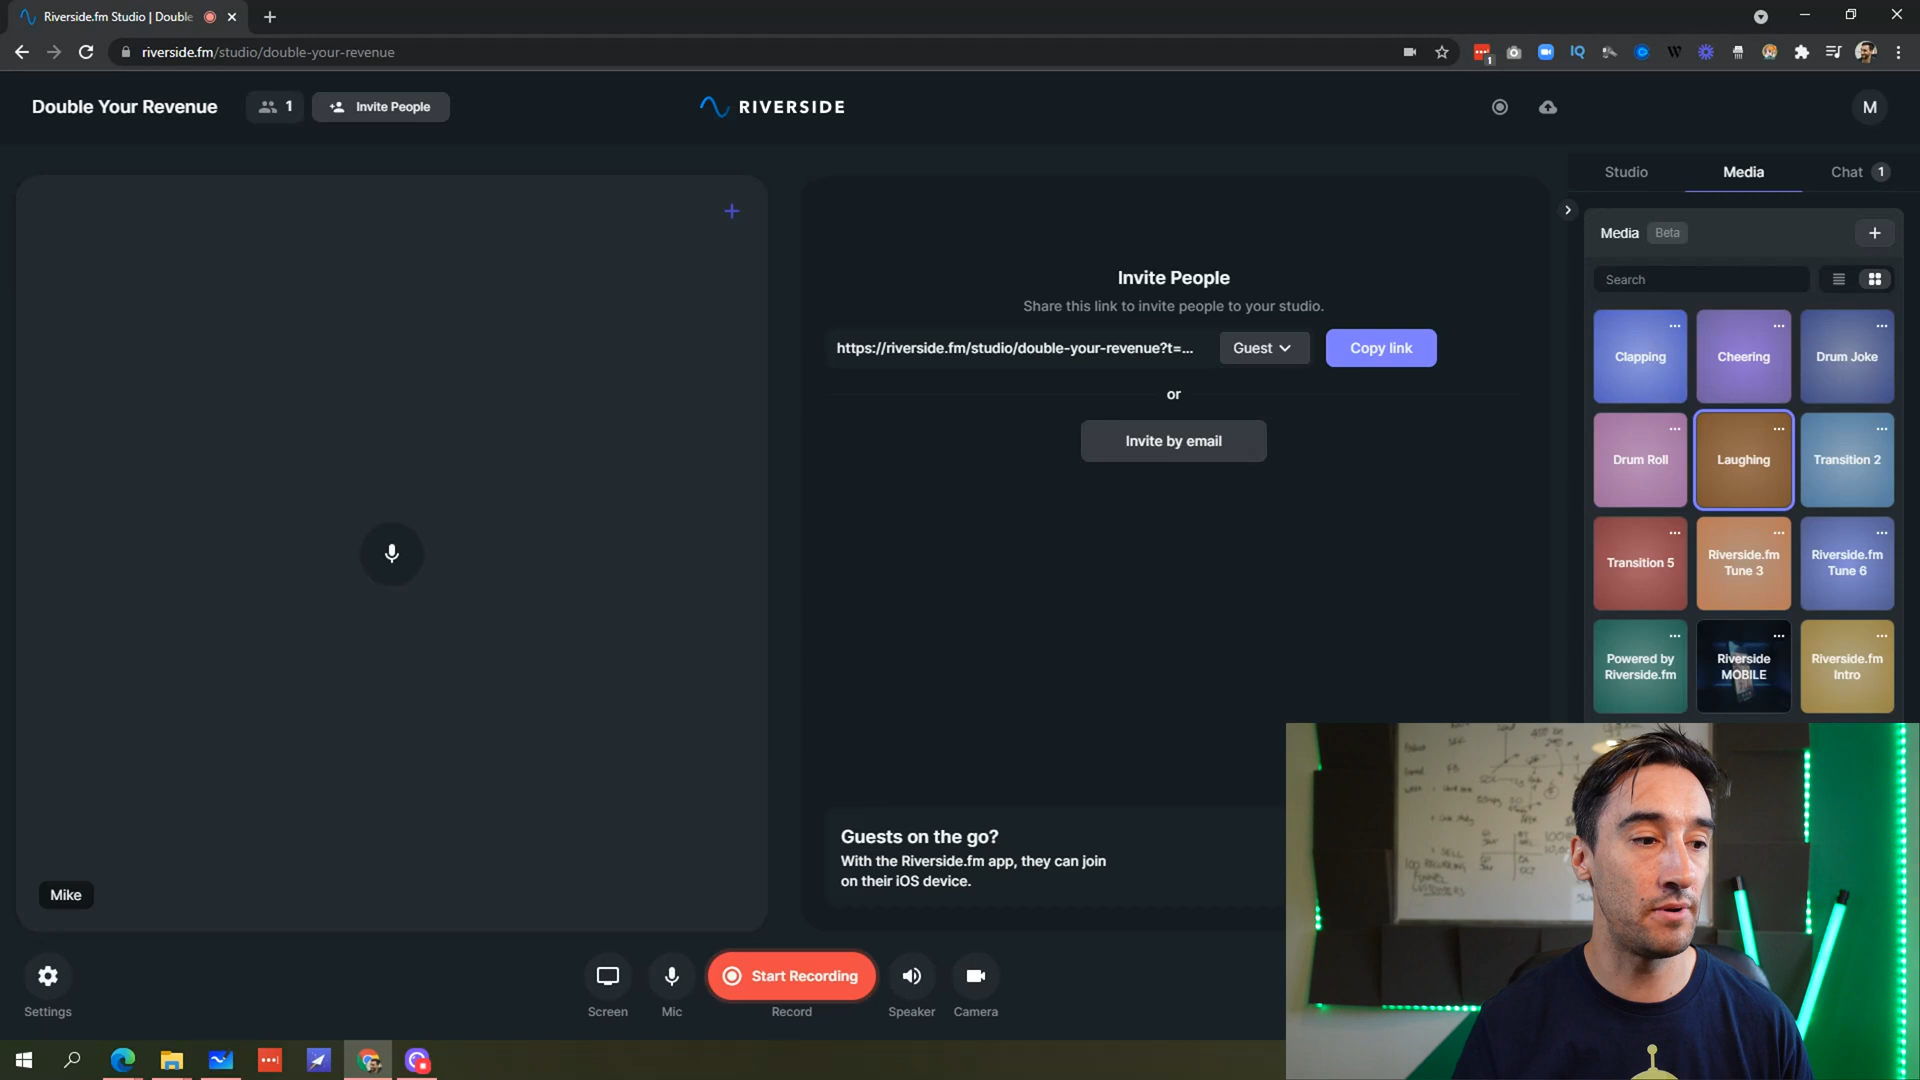 Riverside.fm Studio | Double
riverside.fm/studio/double-your-revenue
1
IQ
W
Double Your Revenue
1
Invite People
RIVERSIDE
M
Studio
Media
Chat 1
Media Beta
Search
Clapping
Cheering
Drum Joke
Drum Roll
Laughing
Transition 2
Transition 5
Riverside.fm
Tune 3
Riverside.fm
Tune 6
Powered by
Riverside.fm
Riverside
MOBILE
Riverside.fm
Intro
Invite People
Share this link to invite people to your studio.
https://riverside.fm/studio/double-your-revenue?t=...
Guest
Copy link
or
Invite by email
Guests on the go?
With the Riverside.fm app, they can join
on their iOS device.
Mike
Settings
Screen
Mic
Start Recording
Record
Speaker
Camera